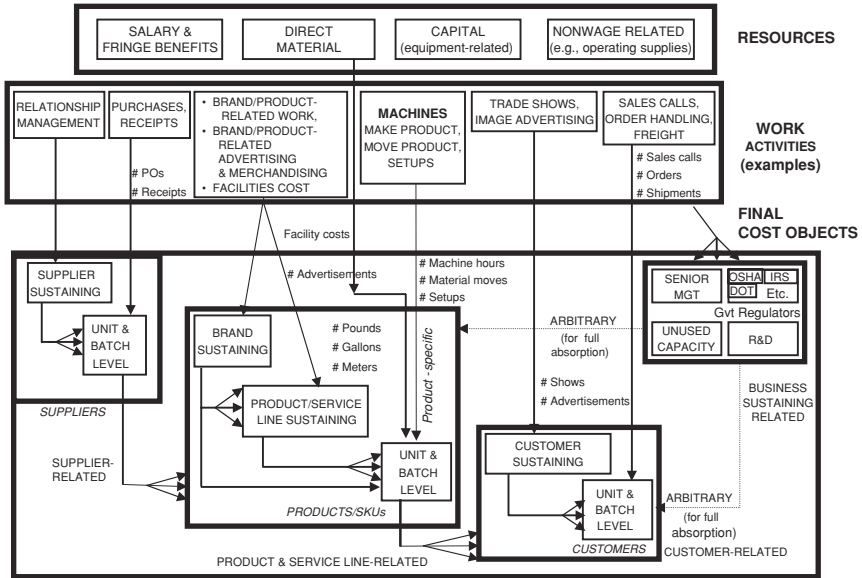 SALARY &
FRINGE BENEFITS
DIRECT
MATERIAL
CAPITAL
(equipment-related)
NONWAGE RELATED
(e.g., operating supplies)
RESOURCES
RELATIONSHIP
MANAGEMENT
PURCHASES,
RECEIPTS
• BRAND/PRODUCT-
RELATED WORK,
• BRAND/PRODUCT-
RELATED
ADVERTISING
& MERCHANDISING
• FACILITIES COST
MACHINES
MAKE PRODUCT,
MOVE PRODUCT,
SETUPS
TRADE SHOWS,
IMAGE ADVERTISING
SALES CALLS,
ORDER HANDLING,
FREIGHT
WORK
ACTIVITIES
(examples)
# POs
# Receipts
# Sales calls
# Orders
# Shipments
FINAL
COST OBJECTS
Facility costs
# Advertisements
# Machine hours
# Material moves
# Setups
SUPPLIER
SUSTAINING
UNIT &
BATCH
LEVEL
SUPPLIERS
SENIOR
MGT
OSHA
IRS
DOT
Etc.
Gvt Regulators
UNUSED
CAPACITY
R&D
BRAND
SUSTAINING
# Pounds
# Gallons
# Meters
Product - specific
ARBITRARY
(for full
absorption)
PRODUCT/SERVICE
LINE SUSTAINING
# Shows
# Advertisements
BUSINESS
SUSTAINING
RELATED
SUPPLIER-
RELATED
UNIT &
BATCH
LEVEL
PRODUCTS/SKUs
CUSTOMER
SUSTAINING
UNIT &
BATCH
LEVEL
CUSTOMERS
ARBITRARY
(for full
absorption)
PRODUCT & SERVICE LINE-RELATED
CUSTOMER-RELATED